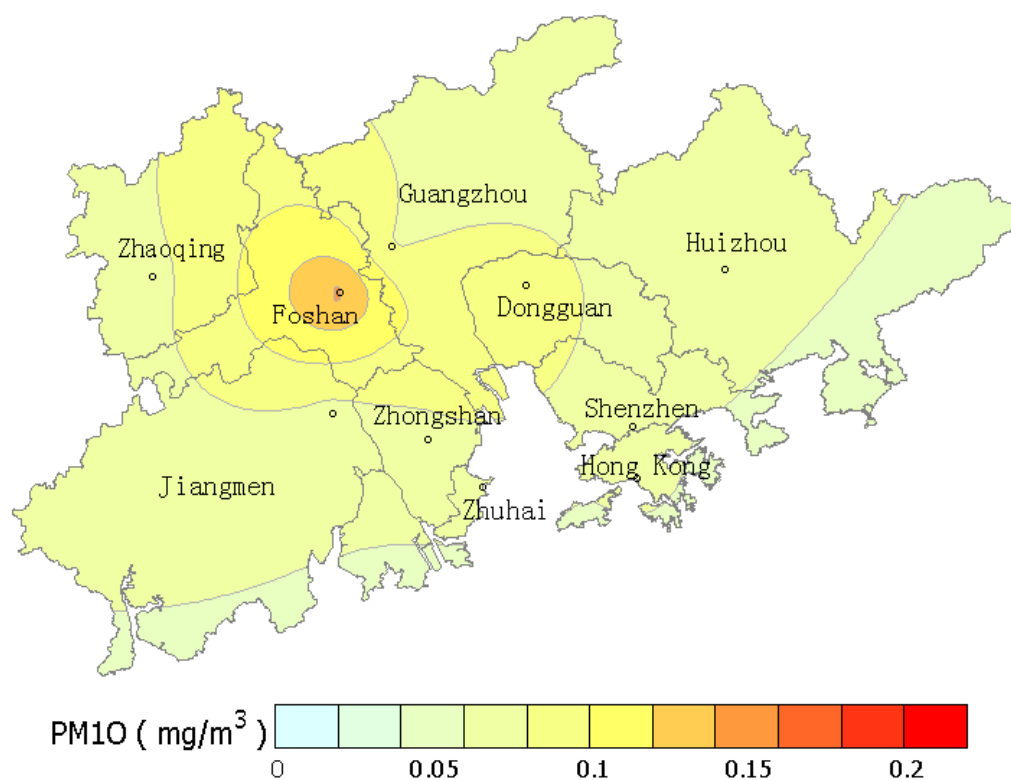 Guangzhou
Zhaoqing
Huizhou
Foshan
Dongguan
Zhongshan
Shenzhen
Hong Kong
Jiangmen
Zhuhai
PM10 ( mg/m³ )
0 0.05 0.1 0.15 0.2